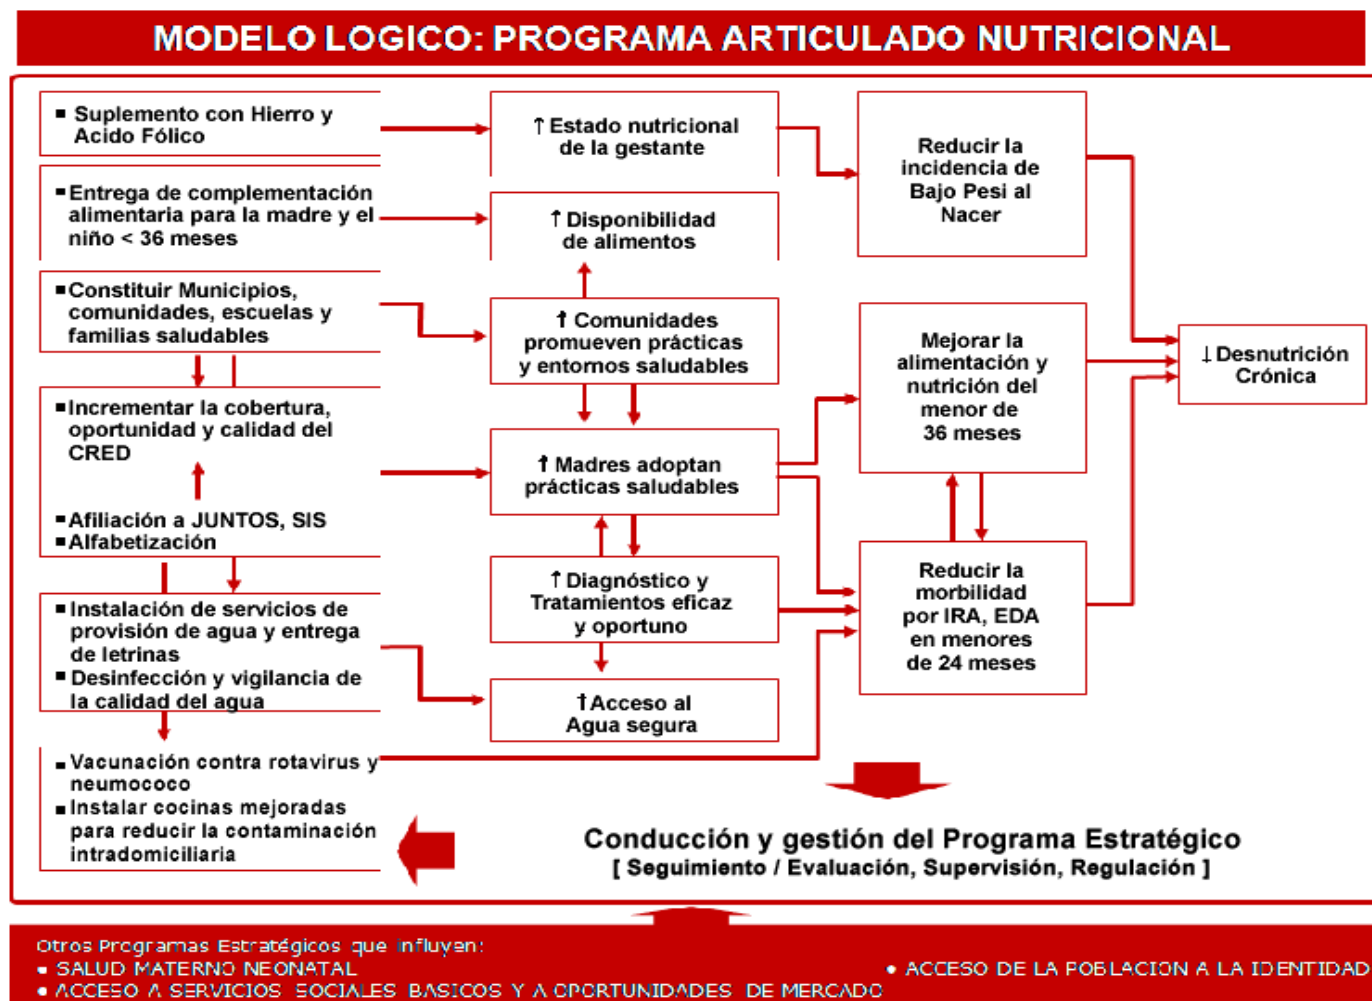 MODELO LOGICO: PROGRAMA ARTICULADO NUTRICIONAL
▪ Suplemento con Hierro y
Acido Fólico
▪ Entrega de complementación
alimentaria para la madre y el
niño < 36 meses
▪ Constituir Municipios,
comunidades, escuelas y
familias saludables
▪ Incrementar la cobertura,
oportunidad y calidad del
CRED
▪ Afiliación a JUNTOS, SIS
▪ Alfabetización
▪ Instalación de servicios de
provisión de agua y entrega
de letrinas
▪ Desinfección y vigilancia de
la calidad del agua
▪ Vacunación contra rotavirus y
neumococo
▪ Instalar cocinas mejoradas
para reducir la contaminación
intradomiciliaria
↑ Estado nutricional
de la gestante
↑ Disponibilidad
de alimentos
↑ Comunidades
promueven prácticas
y entornos saludables
↑ Madres adoptan
prácticas saludables
↑ Diagnóstico y
Tratamientos eficaz
y oportuno
↑ Acceso al
Agua segura
Reducir la
incidencia de
Bajo Pesi al
Nacer
Mejorar la
alimentación y
nutrición del
menor de
36 meses
Reducir la
morbilidad
por IRA, EDA
en menores
de 24 meses
↓ Desnutrición
Crónica
Conducción y gestión del Programa Estratégico
[ Seguimiento / Evaluación, Supervisión, Regulación ]
Otros Programas Estratégicos que influyen:
• SALUD MATERNO NEONATAL
• ACCESO A SERVICIOS SOCIALES BASICOS Y A OPORTUNIDADES DE MERCADO
• ACCESO DE LA POBLACION A LA IDENTIDAD